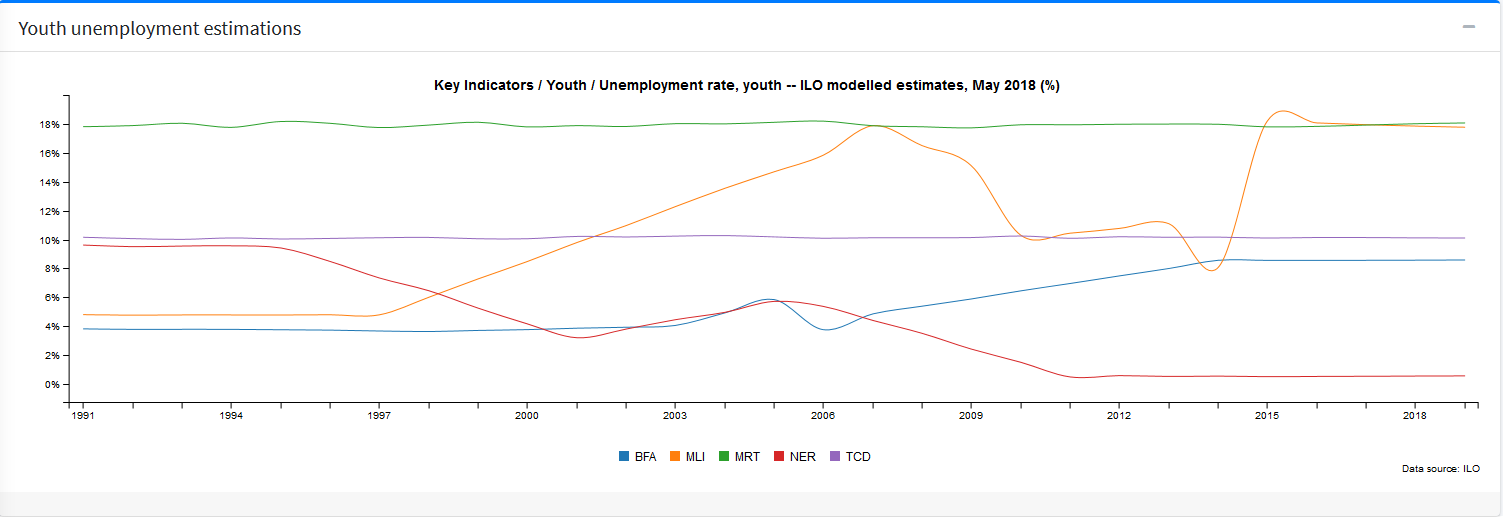 Youth unemployment estimations
Key Indicators / Youth / Unemployment rate, youth -- ILO modelled estimates, May 2018 (%)
18%
16%
14%
12%
10%
8%
6%
4%
2%
0%
1991 1994 1997 2000 2003 2006 2009 2012 2015 2018
BFA MLI MRT NER TCD
Data source: ILO